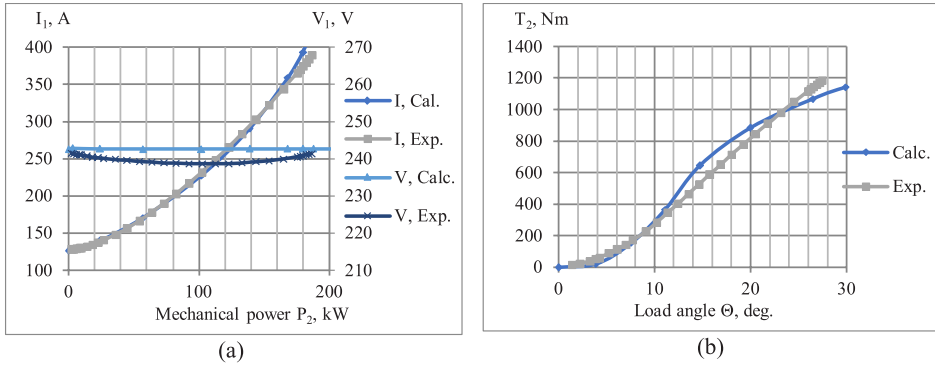 I1, A
V1, V
400
350
300
250
200
150
100
270
260
250
240
230
220
210
0
100
200
Mechanical power P2, kW
I, Cal.
I, Exp.
V, Calc.
V, Exp.
(a)
T2, Nm
1400
1200
1000
800
600
400
200
0
0
10
20
30
Load angle Θ, deg.
Calc.
Exp.
(b)